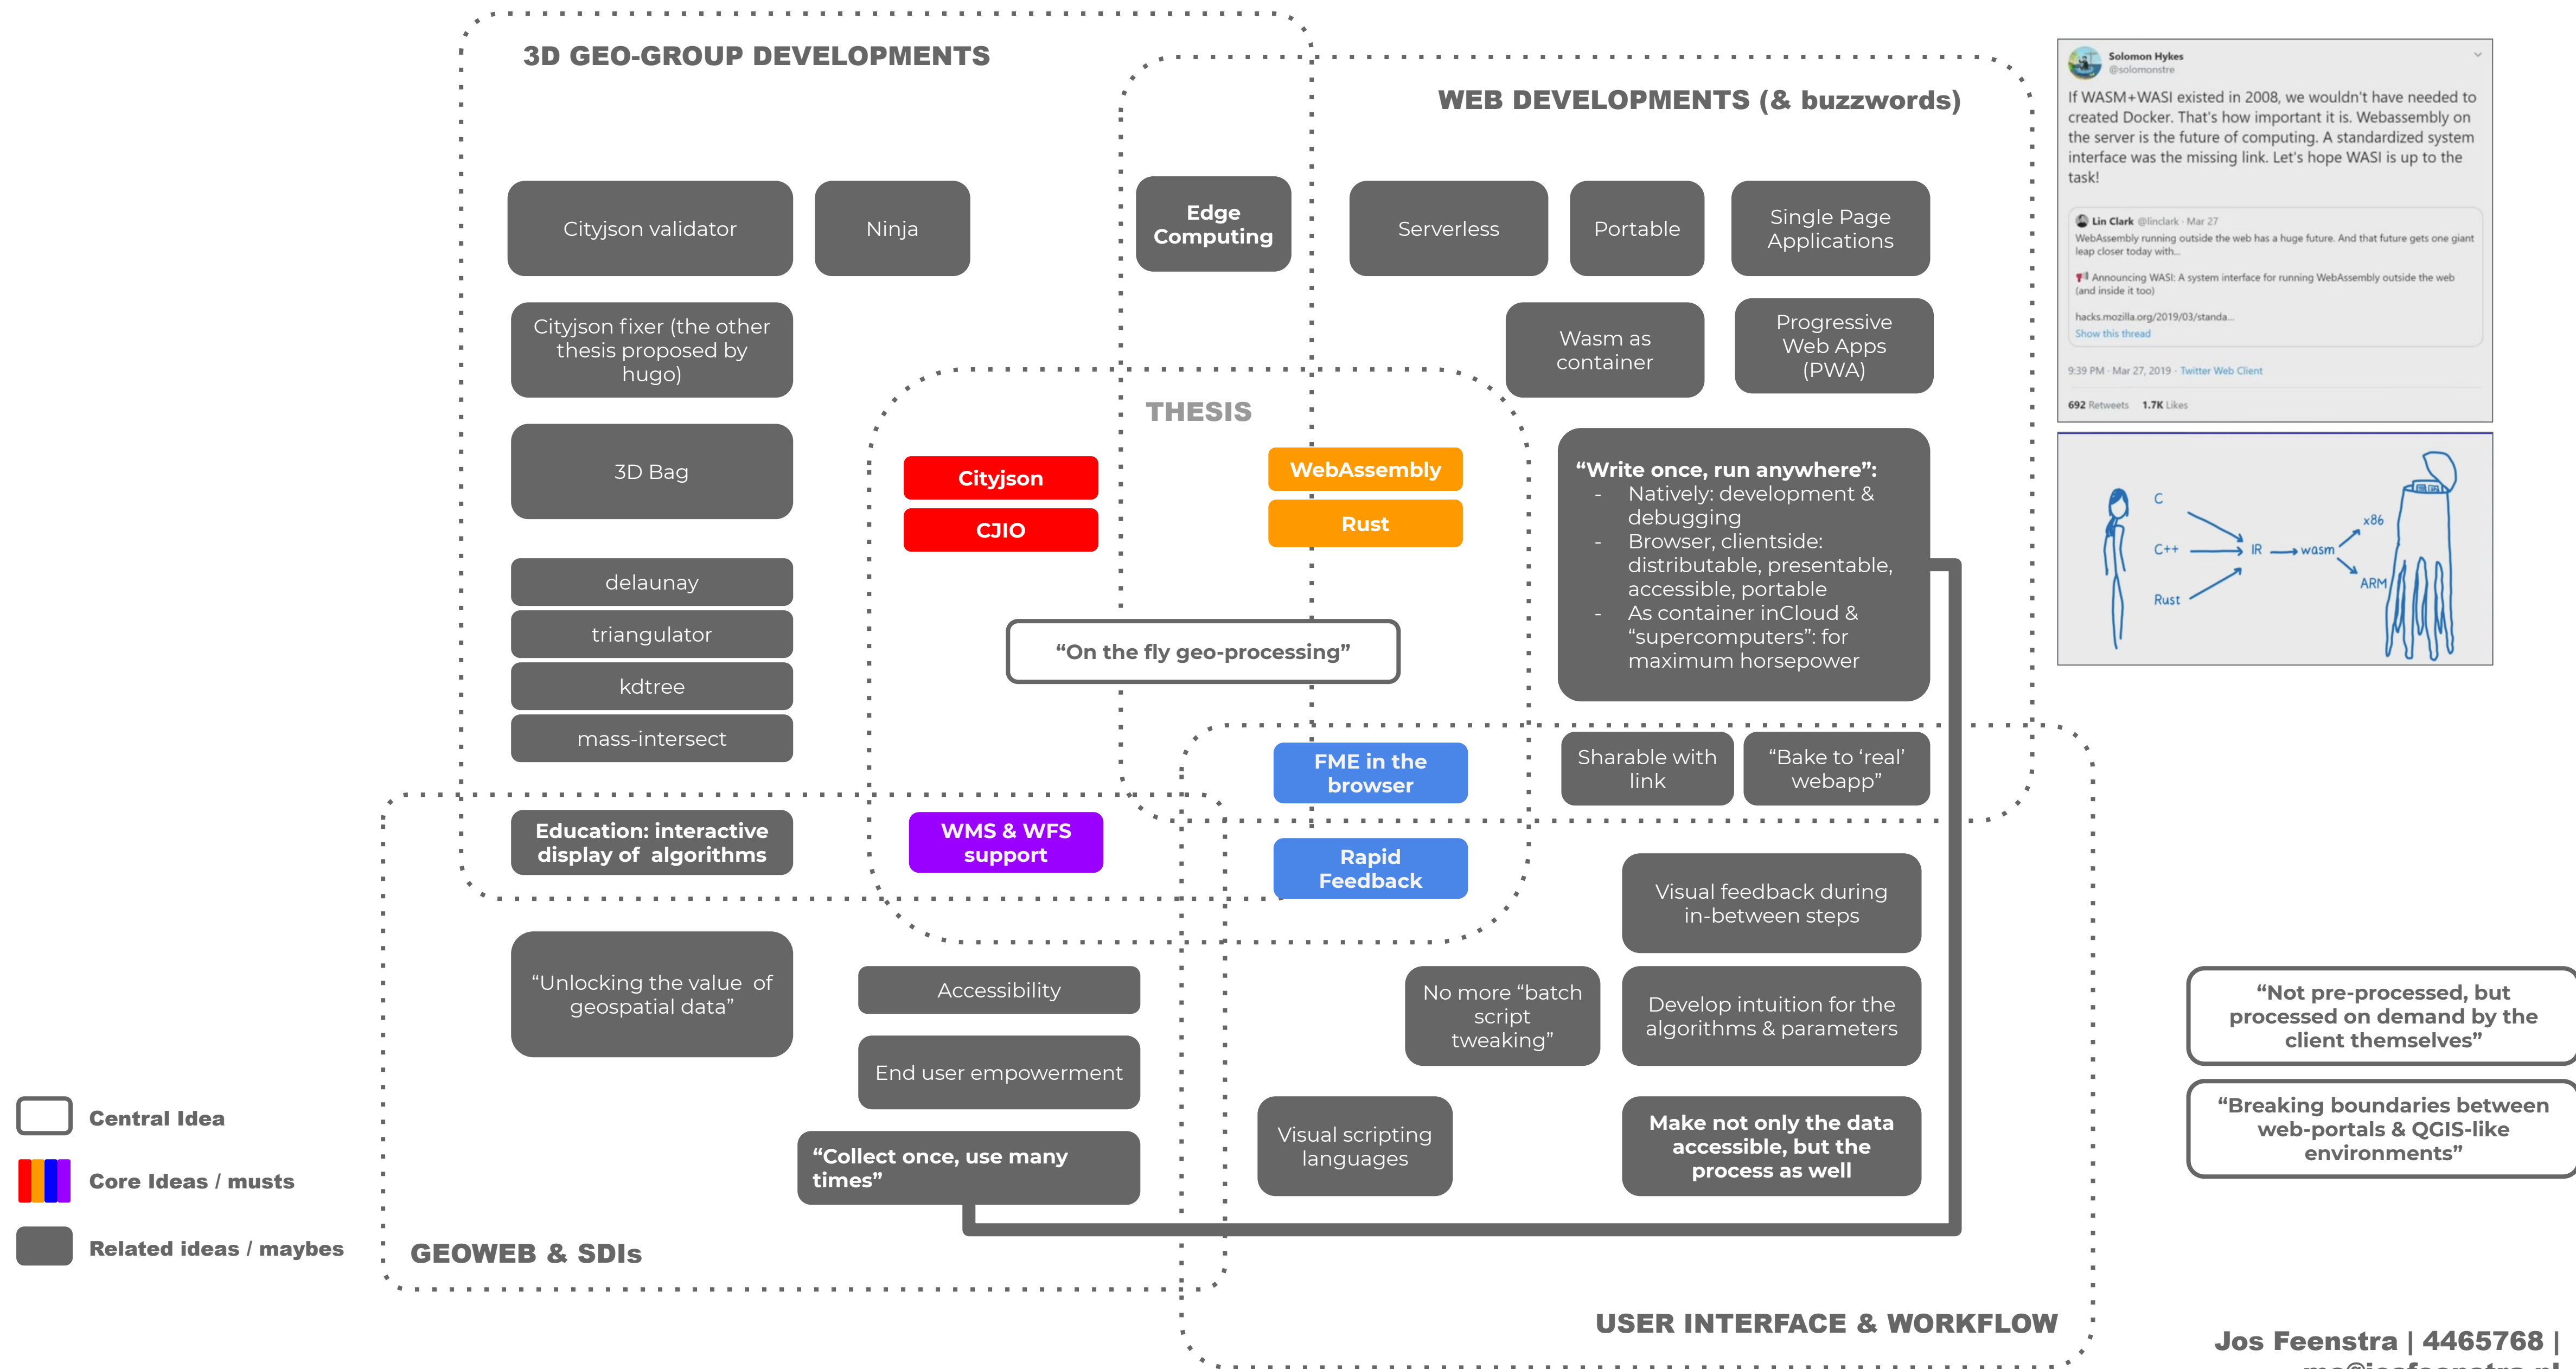 3D GEO-GROUP DEVELOPMENTS
WEB DEVELOPMENTS (& buzzwords)
Cityjson validator
Ninja
Edge
Computing
Serverless
Portable
Single Page
Applications
Cityjson fixer (the other
thesis proposed by
hugo)
Wasm as
container
Progressive
Web Apps
(PWA)
THESIS
3D Bag
Cityjson
CJIO
WebAssembly
Rust
“Write once, run anywhere”:
- Natively: development &
debugging
- Browser, clientside:
distributable, presentable,
accessible, portable
- As container inCloud &
“supercomputers”: for
maximum horsepower
delaunay
triangulator
kdtree
mass-intersect
“On the fly geo-processing”
FME in the
browser
Sharable with
link
“Bake to ‘real’
webapp”
Education: interactive
display of algorithms
WMS & WFS
support
Rapid
Feedback
Visual feedback during
in-between steps
“Unlocking the value of
geospatial data”
Accessibility
No more “batch
script
tweaking”
Develop intuition for the
algorithms & parameters
End user empowerment
Visual scripting
languages
Make not only the data
accessible, but the
process as well
“Collect once, use many
times”
GEOWEB & SDIs
USER INTERFACE & WORKFLOW
Central Idea
Core Ideas / musts
Related ideas / maybes
Solomon Hykes
@solomonstre
If WASM+WASI existed in 2008, we wouldn't have needed to
created Docker. That's how important it is. Webassembly on
the server is the future of computing. A standardized system
interface was the missing link. Let's hope WASI is up to the
task!
Lin Clark @linclark · Mar 27
WebAssembly running outside the web has a huge future. And that future gets one giant
leap closer today with...
Announcing WASI: A system interface for running WebAssembly outside the web
(and inside it too)
hacks.mozilla.org/2019/03/standa...
Show this thread
9:39 PM · Mar 27, 2019 · Twitter Web Client
692 Retweets 1.7K Likes
C
C++
Rust
IR
wasm
x86
ARM
“Not pre-processed, but
processed on demand by the
client themselves”
“Breaking boundaries between
web-portals & QGIS-like
environments”
Jos Feenstra | 4465768 |